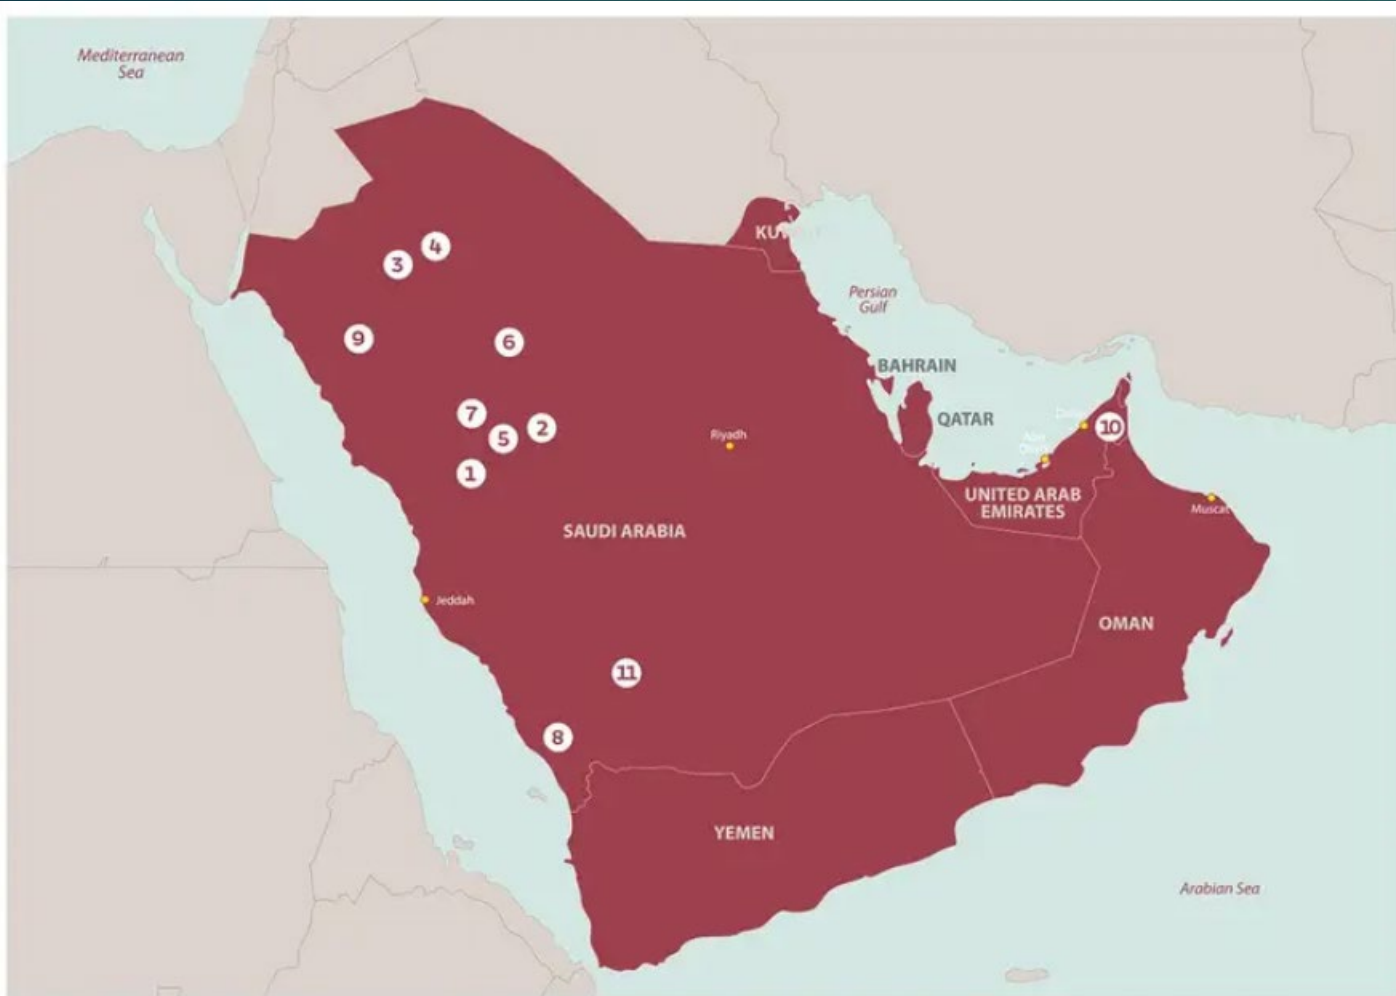 Mediterranean
Sea
4
3
KU
Persian
Gulf
9
6
BAHRAIN
7
2
5
QATAR
10
Riyadh
1
UNITED ARAB
EMIRATES
Muscat
SAUDI ARABIA
Jeddah
OMAN
11
8
YEMEN
Arabian Sea